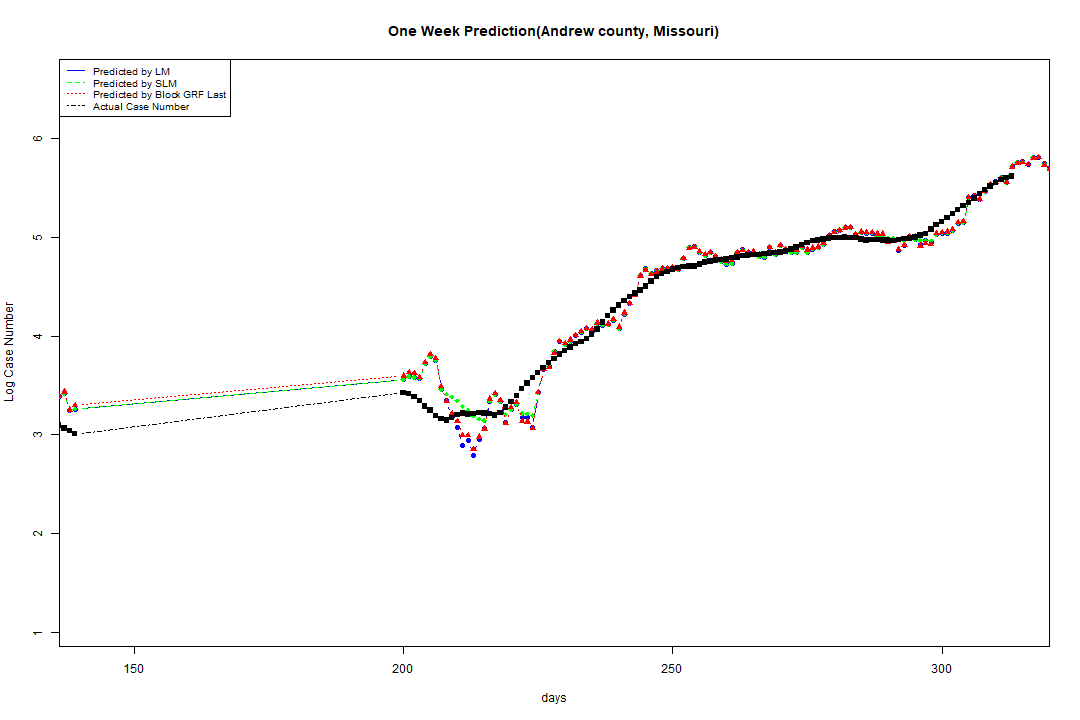 One Week Prediction(Andrew county, Missouri)
Predicted by LM
Predicted by SLM
Predicted by Block GRF Last
Actual Case Number
6
5
4
3
2
1
Log Case Number
150 200 250 300
days